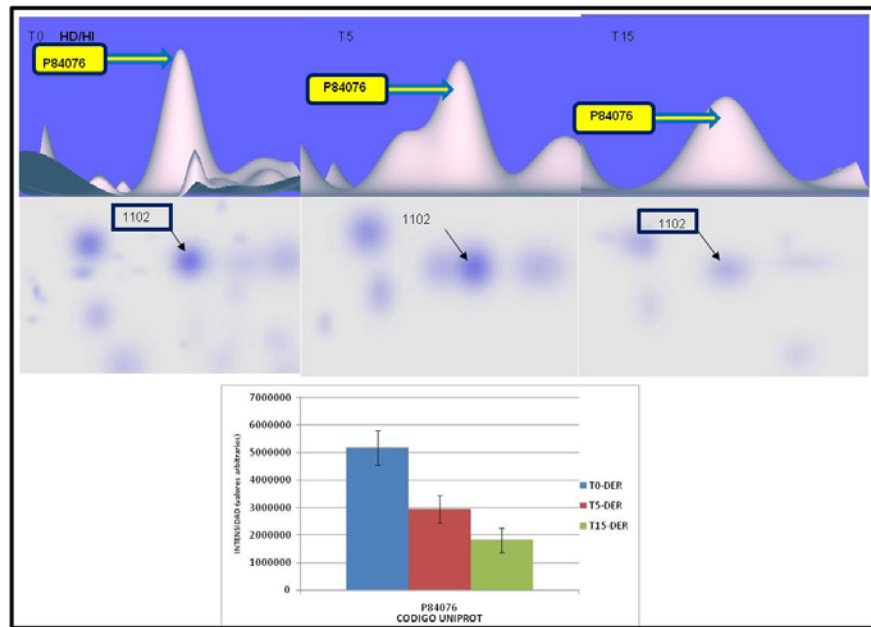 T0 HD/HI
P84076
T5
P84076
T15
P84076
1102
1102
1102
7000000
6000000
5000000
4000000
3000000
2000000
1000000
0
INTENSIDAD (valores arbitrarios)
T0-DER
T5-DER
T15-DER
P84076
CODIGO UNIPROT